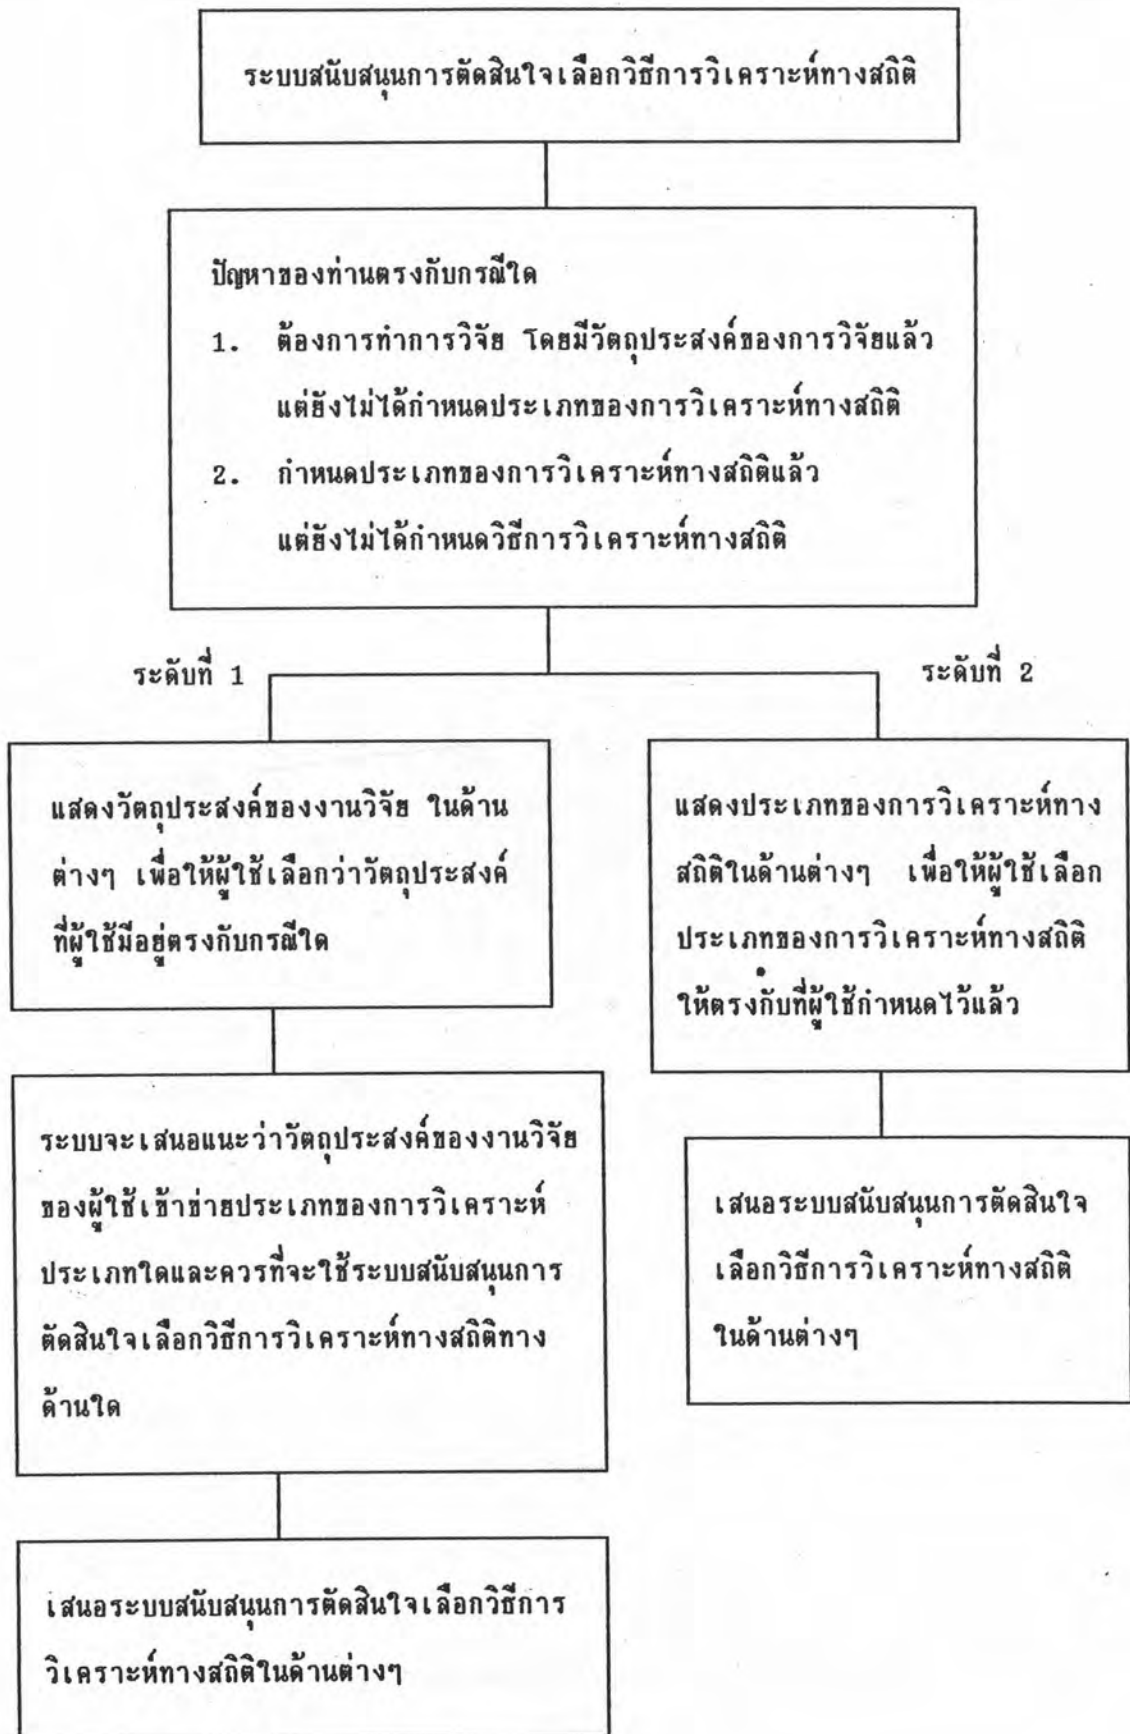 ระบบสนับสนุนการตัดสินใจเลือกวิธีการวิเคราะห์ทางสถิติ
ปัญหาของท่านตรงกับกรณีใด
1. ต้องการทำการวิจัย โดยมีวัตถุประสงค์ของการวิจัยแล้ว
แต่ยังไม่ได้กำหนดประเภทของการวิเคราะห์ทางสถิติ
2. กำหนดประเภทของการวิเคราะห์ทางสถิติแล้ว
แต่ยังไม่ได้กำหนดวิธีการวิเคราะห์ทางสถิติ
ระดับที่ 1
ระดับที่ 2
แสดงวัตถุประสงค์ของงานวิจัย ในด้าน
ต่างๆ เพื่อให้ผู้ใช้เลือกว่าวัตถุประสงค์
ที่ผู้ใช้มีอยู่ตรงกับกรณีใด
แสดงประเภทของการวิเคราะห์ทาง
สถิติในด้านต่างๆ เพื่อให้ผู้ใช้เลือก
ประเภทของการวิเคราะห์ทางสถิติ
ให้ตรงกับที่ผู้ใช้กำหนดไว้แล้ว
ระบบจะเสนอแนะว่าวัตถุประสงค์ของงานวิจัย
ของผู้ใช้เข้าข่ายประเภทของการวิเคราะห์
ประเภทใดและควรที่จะใช้ระบบสนับสนุนการ
ตัดสินใจเลือกวิธีการวิเคราะห์ทางสถิติทาง
ด้านใด
เสนอระบบสนับสนุนการตัดสินใจ
เลือกวิธีการวิเคราะห์ทางสถิติ
ในด้านต่างๆ
เสนอระบบสนับสนุนการตัดสินใจเลือกวิธีการ
วิเคราะห์ทางสถิติในด้านต่างๆ